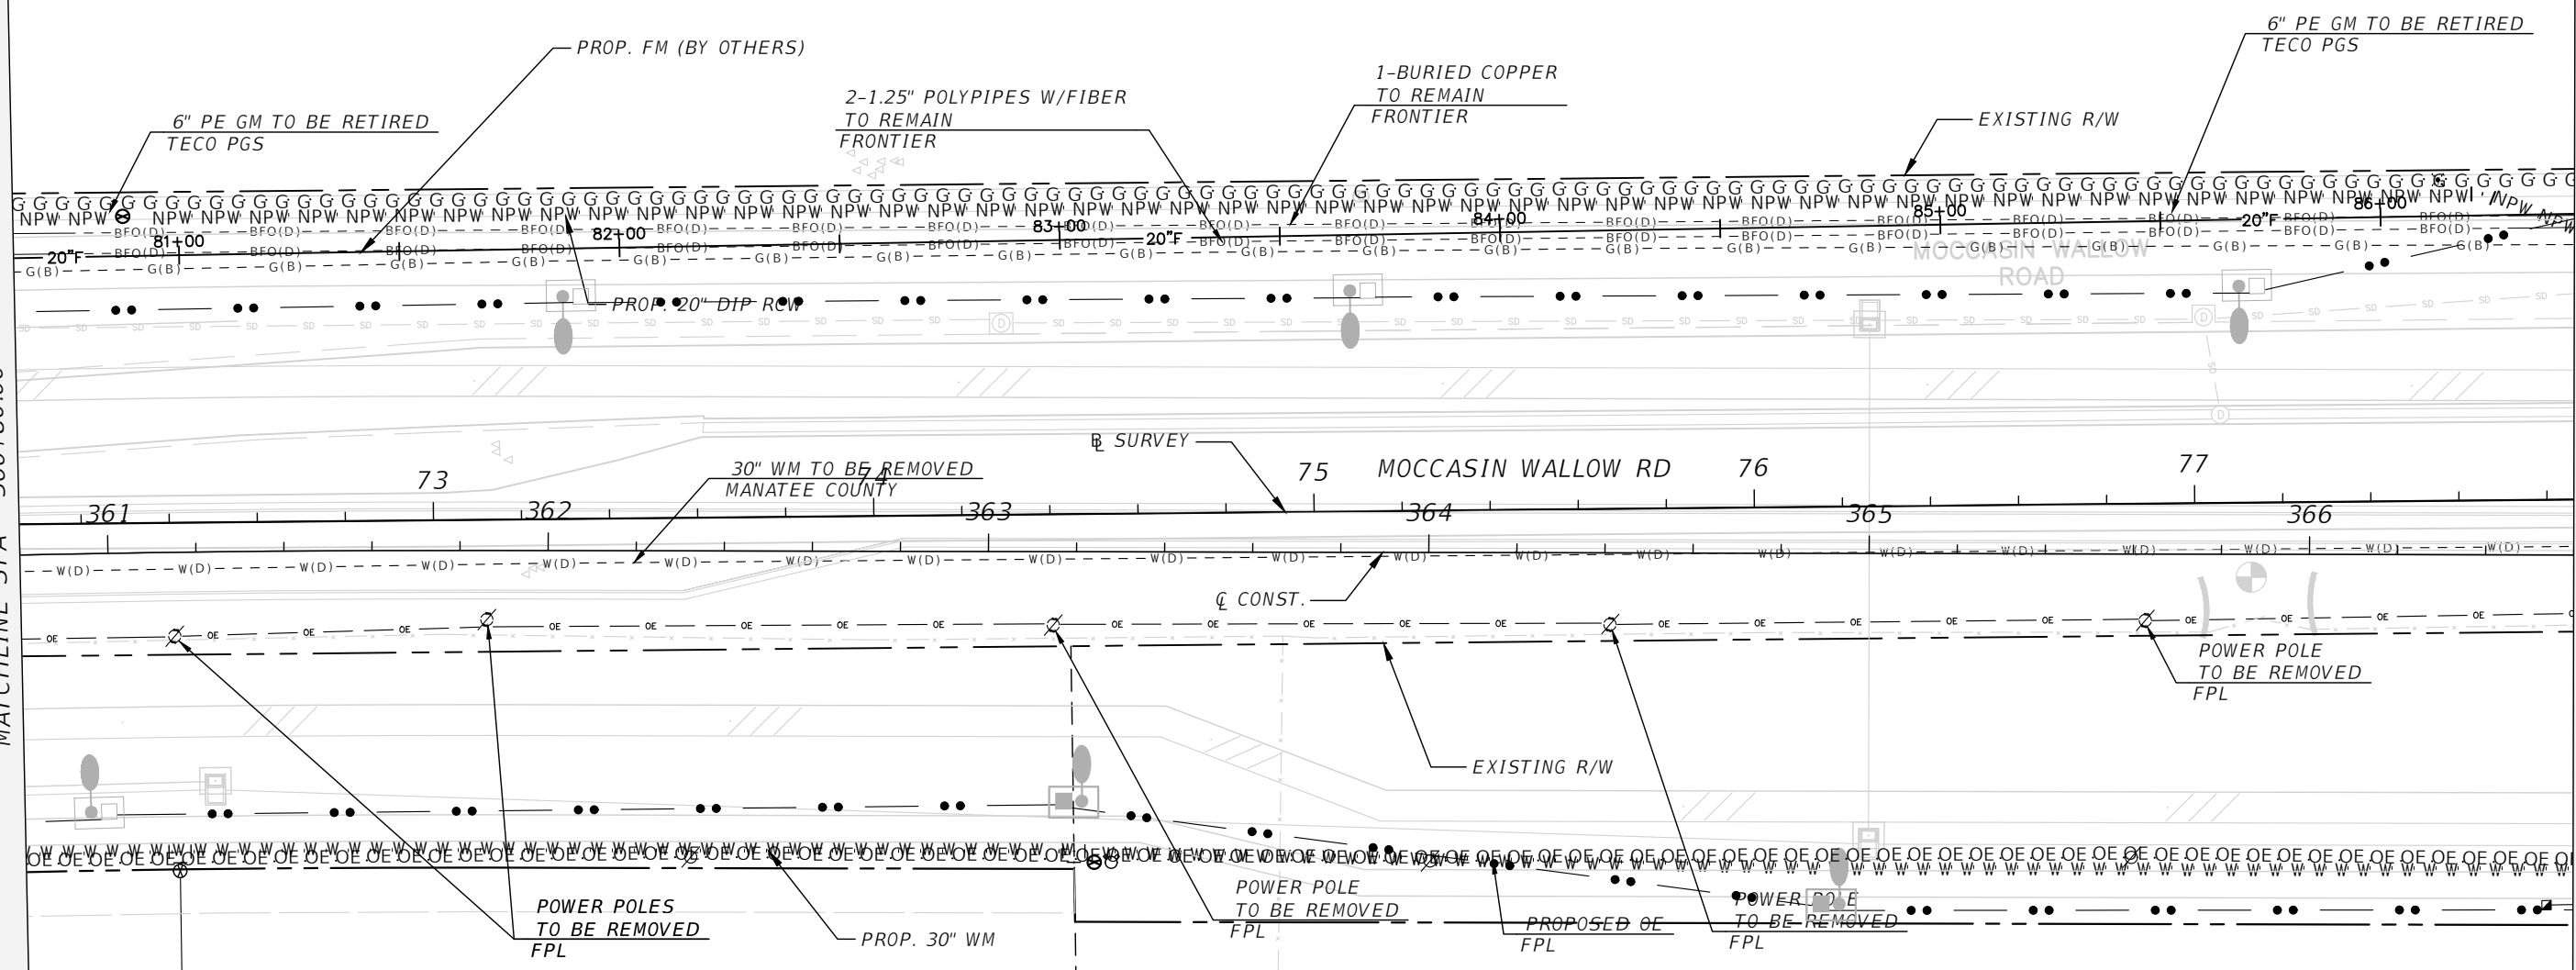 6" PE GM TO BE RETIRED
TECO PGS
PROP. FM (BY OTHERS)
2-1.25" POLYPIPES W/FIBER
TO REMAIN
FRONTIER
1-BURIED COPPER
TO REMAIN
FRONTIER
EXISTING R/W
6" PE GM TO BE RETIRED
TECO PGS
81+00
82+00
83+00
84+00
85+00
86+00
20"F
20"F
20"F
MOCCASIN WALLOW
ROAD
PROP. 20" DIP RCW
℄ SURVEY
30" WM TO BE REMOVED
MANATEE COUNTY
MOCCASIN WALLOW RD
73
74
75
76
77
361
362
363
364
365
366
℄ CONST.
POWER POLE
TO BE REMOVED
FPL
EXISTING R/W
POWER POLES
TO BE REMOVED
FPL
PROP. 30" WM
POWER POLE
TO BE REMOVED
FPL
PROPOSED OE
FPL
POWER POLE
TO BE REMOVED
FPL